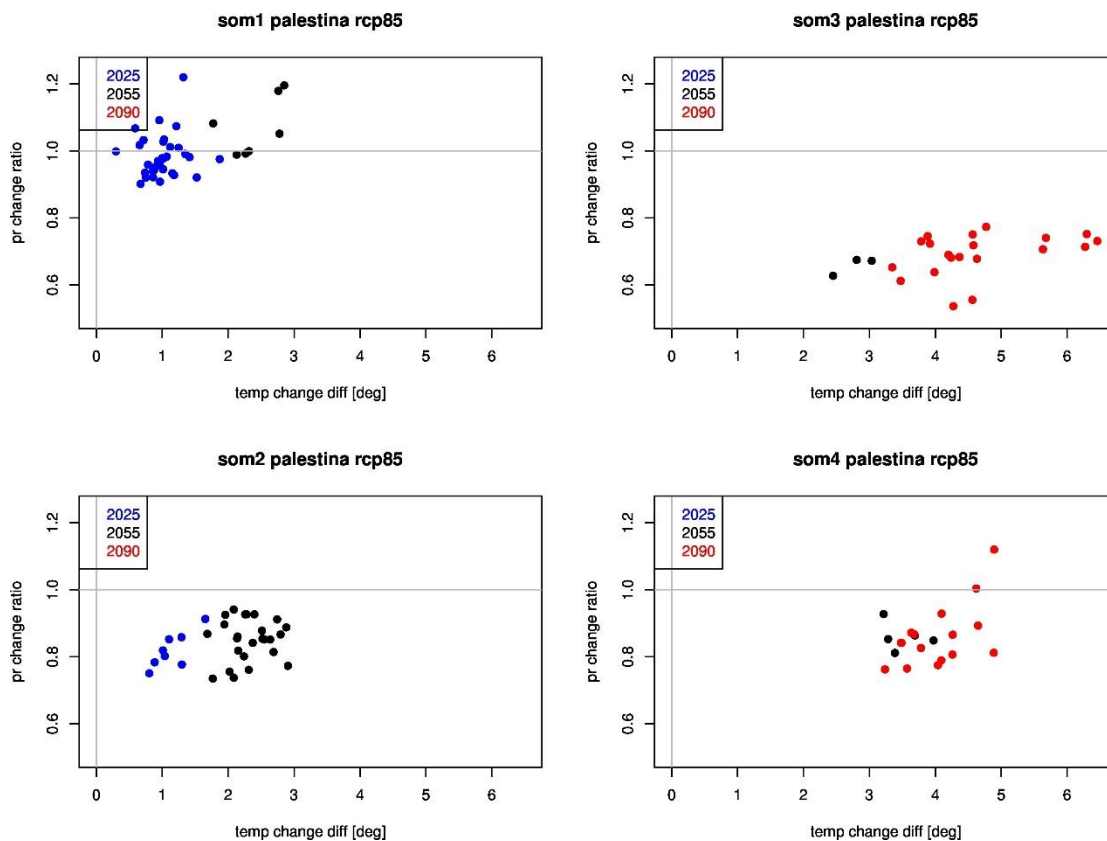 som1 palestina rcp85
2025
2055
2090
pr change ratio
0.6 0.8 1.0 1.2
0 1 2 3 4 5 6
temp change diff [deg]
som3 palestina rcp85
2025
2055
2090
pr change ratio
0.6 0.8 1.0 1.2
0 1 2 3 4 5 6
temp change diff [deg]
som2 palestina rcp85
2025
2055
2090
pr change ratio
0.6 0.8 1.0 1.2
0 1 2 3 4 5 6
temp change diff [deg]
som4 palestina rcp85
2025
2055
2090
pr change ratio
0.6 0.8 1.0 1.2
0 1 2 3 4 5 6
temp change diff [deg]